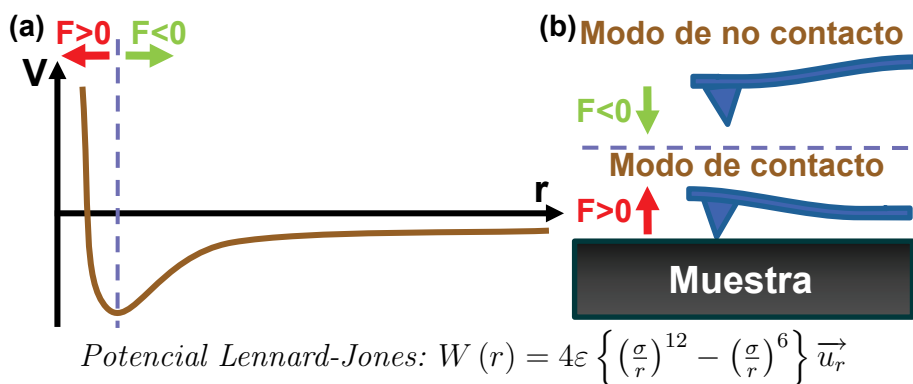 (a)
F>0 F<0
V
r
(b)
Modo de no contacto
F<0
Modo de contacto
F>0
Muestra
Potencial Lennard-Jones: W (r) = 4ε { (σ/r)^12 − (σ/r)^6 } \overrightarrow{u_r}